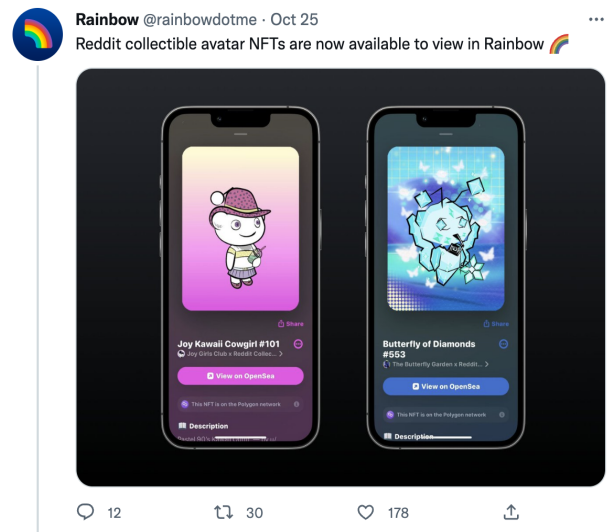 Rainbow @rainbowdotme · Oct 25
Reddit collectible avatar NFTs are now available to view in Rainbow 🌈
Share
Joy Kawaii Cowgirl #101
Joy Girls Club x Reddit Collec...
View on OpenSea
This NFT is on the Polygon network
Description
Share
Butterfly of Diamonds
#553
The Butterfly Garden x Reddit...
View on OpenSea
This NFT is on the Polygon network
Description
12
30
178